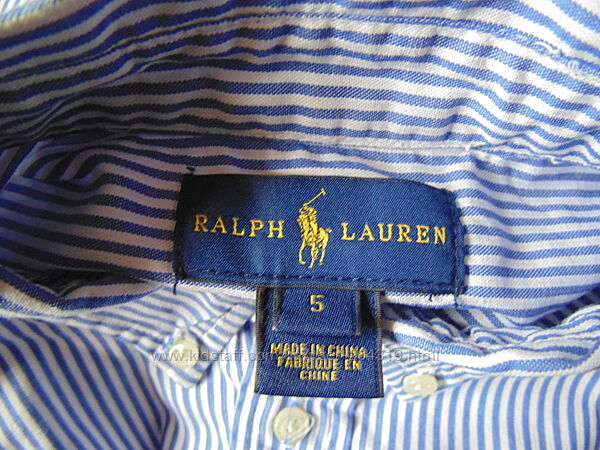 RALPH LAUREN
5
MADE IN CHINA
FABRIQUE EN
CHINE